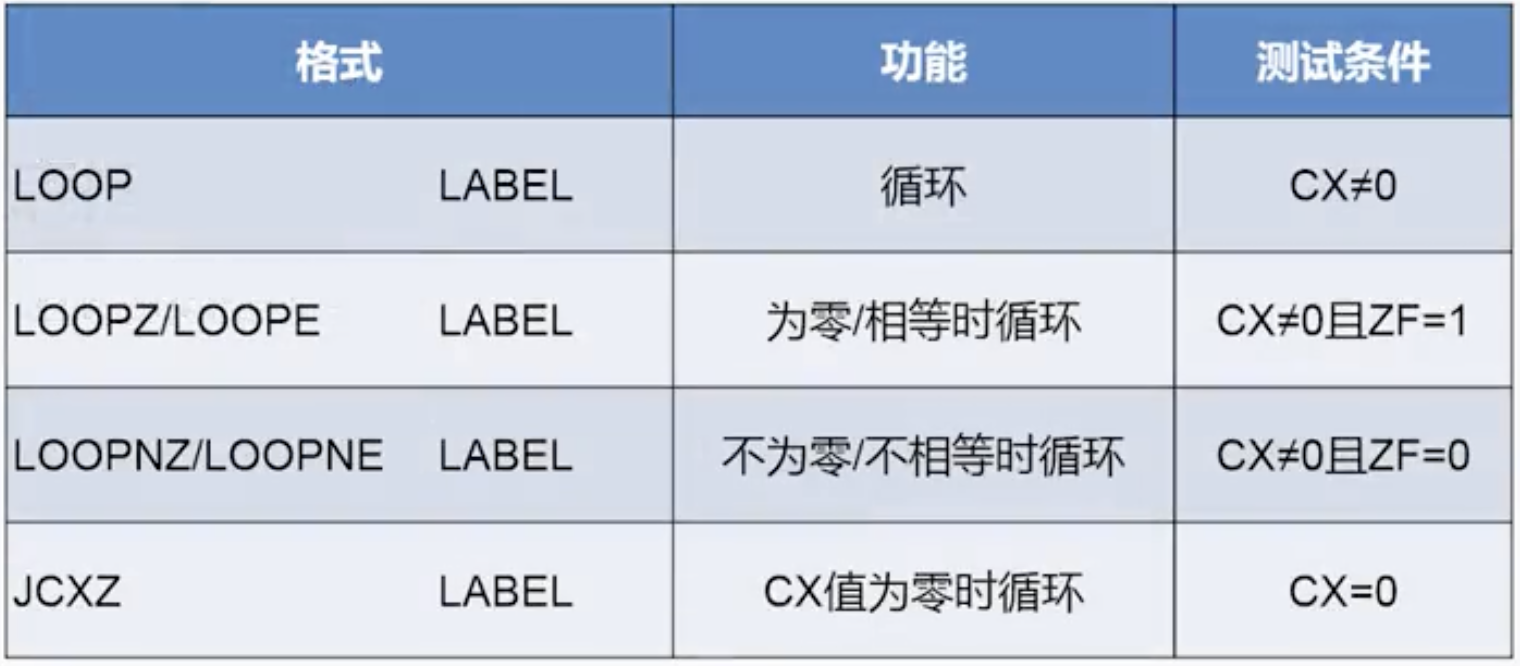 格式 功能 测试条件
LOOP LABEL 循环 CX≠0
LOOPZ/LOOPE LABEL 为零/相等时循环 CX≠0且ZF=1
LOOPNZ/LOOPNE LABEL 不为零/不相等时循环 CX≠0且ZF=0
JCXZ LABEL CX值为零时循环 CX=0